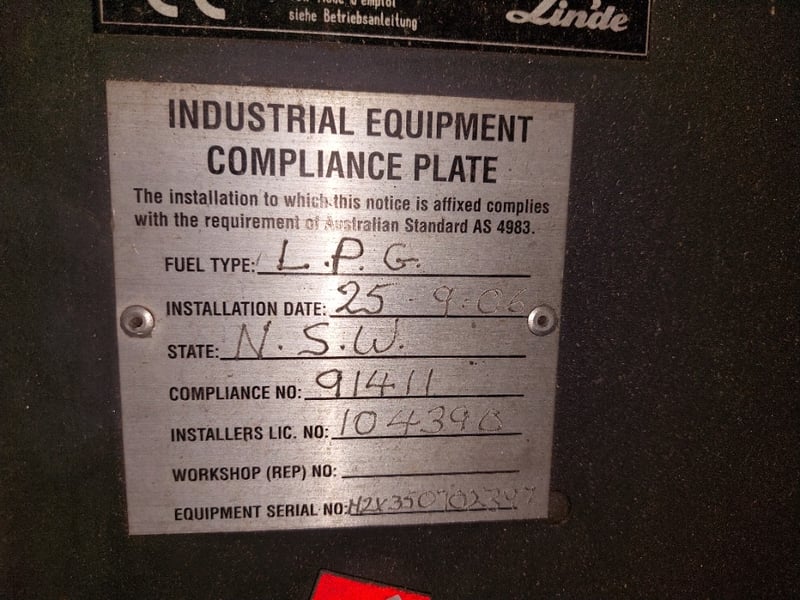 siehe Betriebsanleitung
Linde
INDUSTRIAL EQUIPMENT
COMPLIANCE PLATE
The installation to which this notice is affixed complies
with the requirement of Australian Standard AS 4983.
FUEL TYPE: L.P.G.
INSTALLATION DATE: 25-9-06
STATE: N.S.W.
COMPLIANCE NO: 91411
INSTALLERS LIC. NO:
WORKSHOP (REP) NO:
EQUIPMENT SERIAL NO: